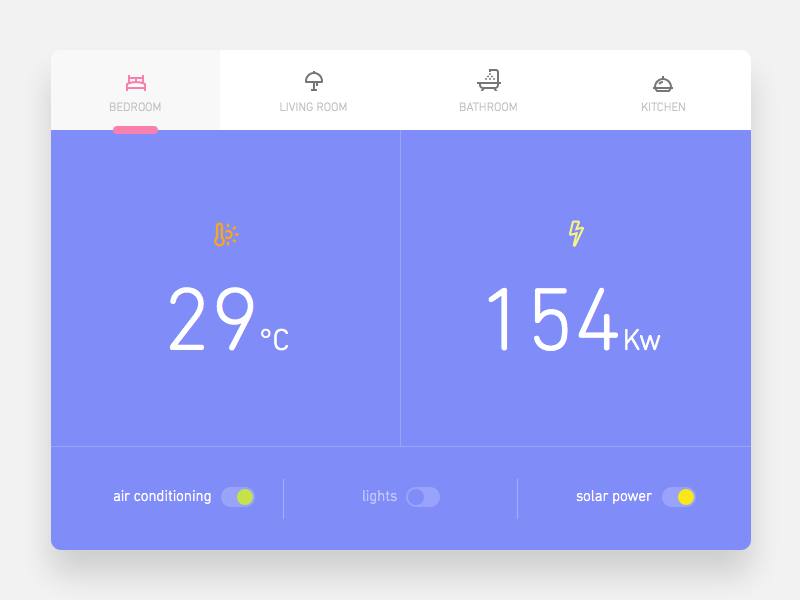 BEDROOM
LIVING ROOM
BATHROOM
KITCHEN
29°C
154Kw
air conditioning
lights
solar power